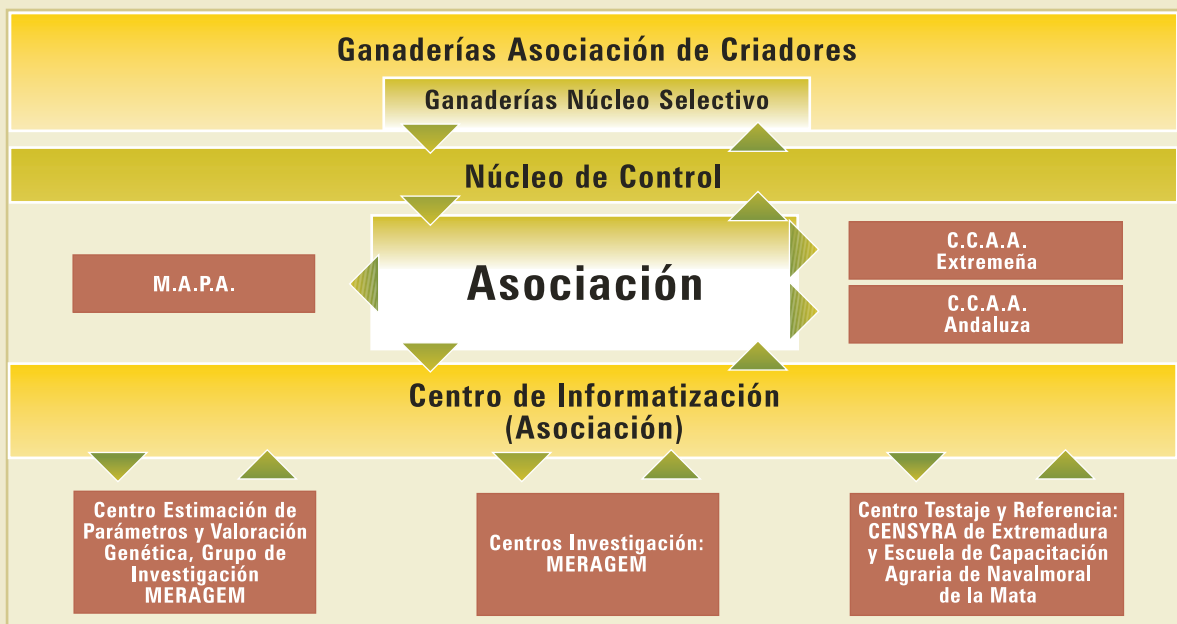 Ganaderías Asociación de Criadores
Ganaderías Núcleo Selectivo
Núcleo de Control
Asociación
M.A.P.A.
C.C.A.A.
Extremeña
C.C.A.A.
Andaluza
Centro de Informatización
(Asociación)
Centro Estimación de
Parámetros y Valoración
Genética, Grupo de
Investigación
MERAGEM
Centros Investigación:
MERAGEM
Centro Testaje y Referencia:
CENSYRA de Extremadura
y Escuela de Capacitación
Agraria de Navalmoral
de la Mata